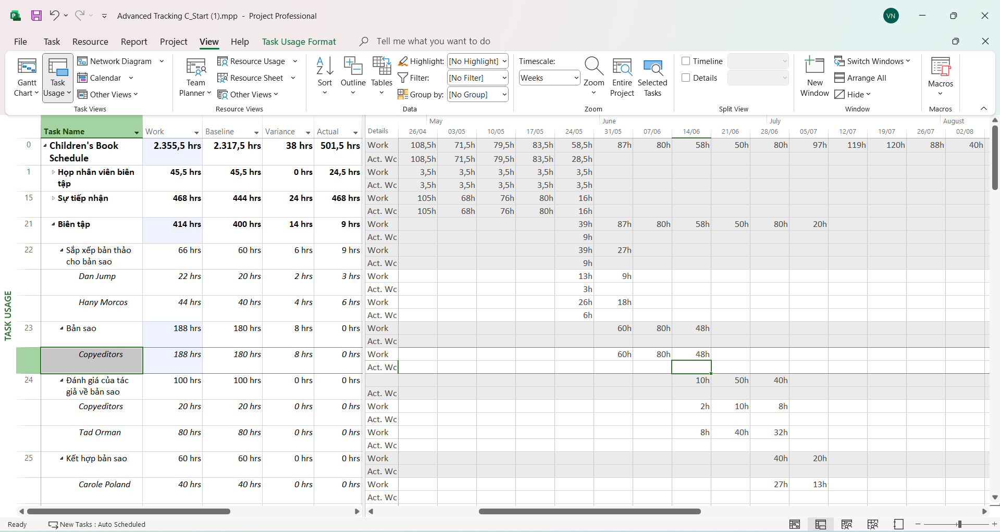 Advanced Tracking C_Start (1).mpp - Project Professional
VN
File Task Resource Report Project View Help Task Usage Format Tell me what you want to do
Gantt Chart
Task Usage
Network Diagram
Calendar
Other Views
Task Views
Team Planner
Resource Usage
Resource Sheet
Other Views
Resource Views
Sort
Outline
Tables
Highlight: [No Highlight]
Filter: [No Filter]
Group by: [No Group]
Data
Timescale:
Weeks
Zoom
Entire Project
Selected Tasks
Zoom
Timeline
Details
Split View
New Window
Switch Windows
Arrange All
Hide
Window
Macros
Macros
May June July August
Task Name Work Baseline Variance Actual Details 26/04 03/05 10/05 17/05 24/05 31/05 07/06 14/06 21/06 28/06 05/07 12/07 19/07 26/07 02/08
0 Children's Book Schedule 2.355,5 hrs 2.317,5 hrs 38 hrs 501,5 hrs Work 108,5h 71,5h 79,5h 83,5h 58,5h 87h 80h 58h 50h 80h 97h 119h 120h 88h 40h
Act. Wc 108,5h 71,5h 79,5h 83,5h 28,5h
1 Họp nhân viên biên tập 45,5 hrs 45,5 hrs 0 hrs 24,5 hrs Work 3,5h 3,5h 3,5h 3,5h 3,5h
Act. Wc 3,5h 3,5h 3,5h 3,5h 3,5h
15 Sự tiếp nhận 468 hrs 444 hrs 24 hrs 468 hrs Work 105h 68h 76h 80h 16h
Act. Wc 105h 68h 76h 80h 16h
21 Biên tập 414 hrs 400 hrs 14 hrs 9 hrs Work 39h 87h 80h 58h 50h 80h 20h
Act. Wc 9h
22 Sắp xếp bản thảo cho bản sao 66 hrs 60 hrs 6 hrs 9 hrs Work 39h 27h
Act. Wc 9h
Dan Jump 22 hrs 20 hrs 2 hrs 3 hrs Work 13h 9h
Act. Wc 3h
Hany Morcos 44 hrs 40 hrs 4 hrs 6 hrs Work 26h 18h
Act. Wc 6h
23 Bản sao 188 hrs 180 hrs 8 hrs 0 hrs Work 60h 80h 48h
Act. Wc
Copyeditors 188 hrs 180 hrs 8 hrs 0 hrs Work 60h 80h 48h
Act. Wc
24 Đánh giá của tác giả về bản sao 100 hrs 100 hrs 0 hrs 0 hrs 10h 50h 40h
Act. Wc
Copyeditors 20 hrs 20 hrs 0 hrs 0 hrs Work 2h 10h 8h
Act. Wc
Tad Orman 80 hrs 80 hrs 0 hrs 0 hrs Work 8h 40h 32h
Act. Wc
25 Kết hợp bản sao 60 hrs 60 hrs 0 hrs 0 hrs Work 40h 20h
Act. Wc
Carole Poland 40 hrs 40 hrs 0 hrs 0 hrs Work 27h 13h
Act. Wc
TASK USAGE
Ready New Tasks : Auto Scheduled